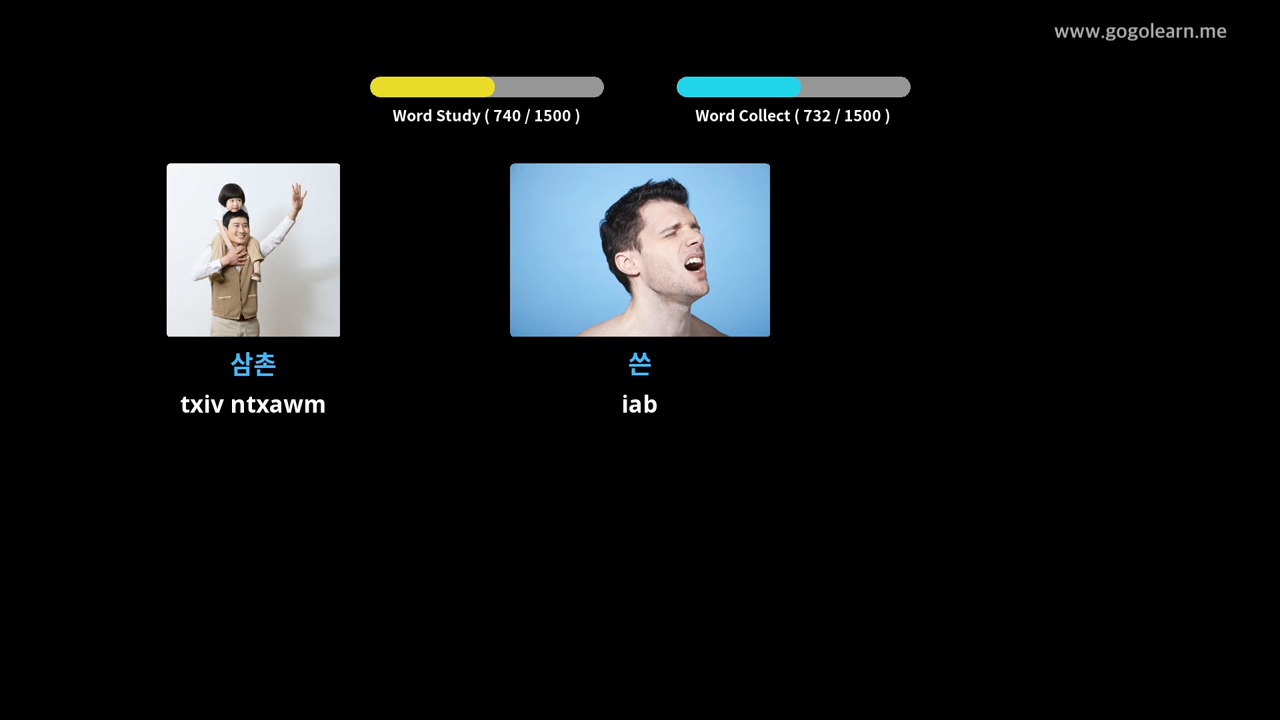 www.gogolearn.me
Word Study ( 740 / 1500 )
Word Collect ( 732 / 1500 )
삼촌
txiv ntxawm
쓴
iab